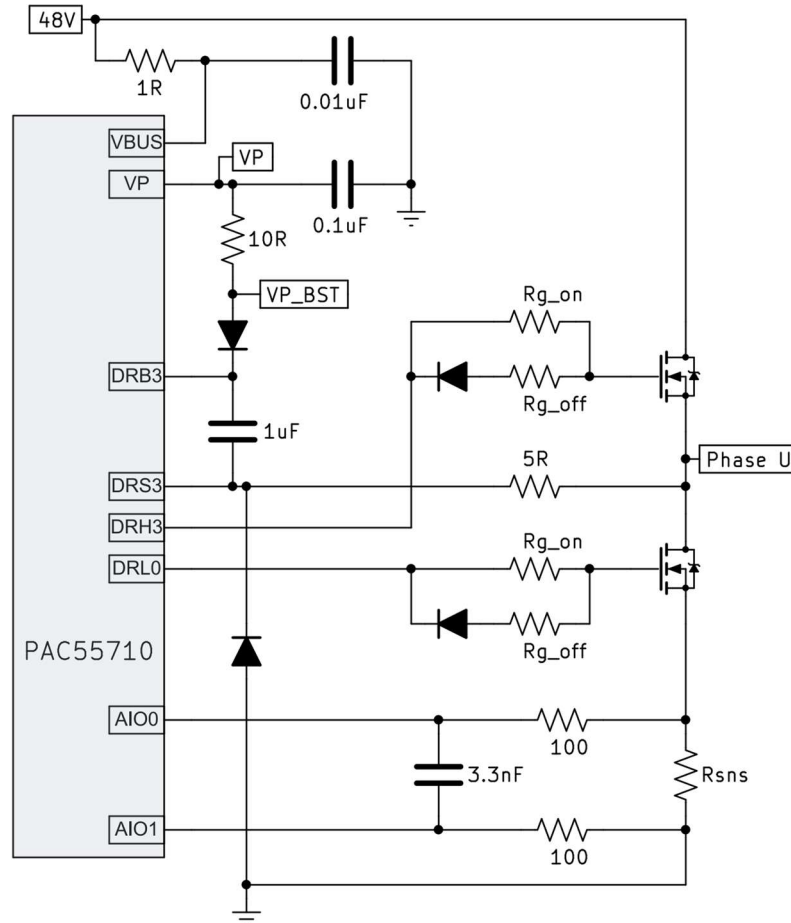 48V
1R
0.01uF
VBUS
VP
VP
0.1uF
10R
VP_BST
Rg_on
DRB3
Rg_off
1uF
Phase U
5R
DRS3
DRH3
Rg_on
DRL0
Rg_off
PAC55710
AIO0
100
3.3nF
Rsns
AIO1
100